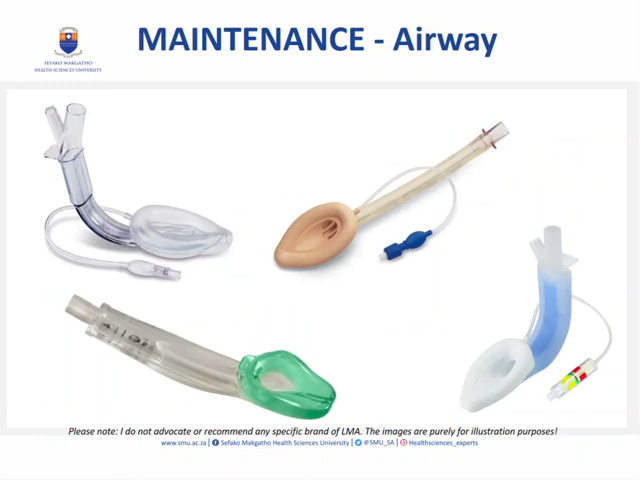 MAINTENANCE - Airway
SEFAKO MAKGATHO
HEALTH SCIENCES UNIVERSITY
Please note: I do not advocate or recommend any specific brand of LMA. The images are purely for illustration purposes!
www.smu.ac.za | Sefako Makgatho Health Sciences University | @SMU_SA | Healthsciences_experts